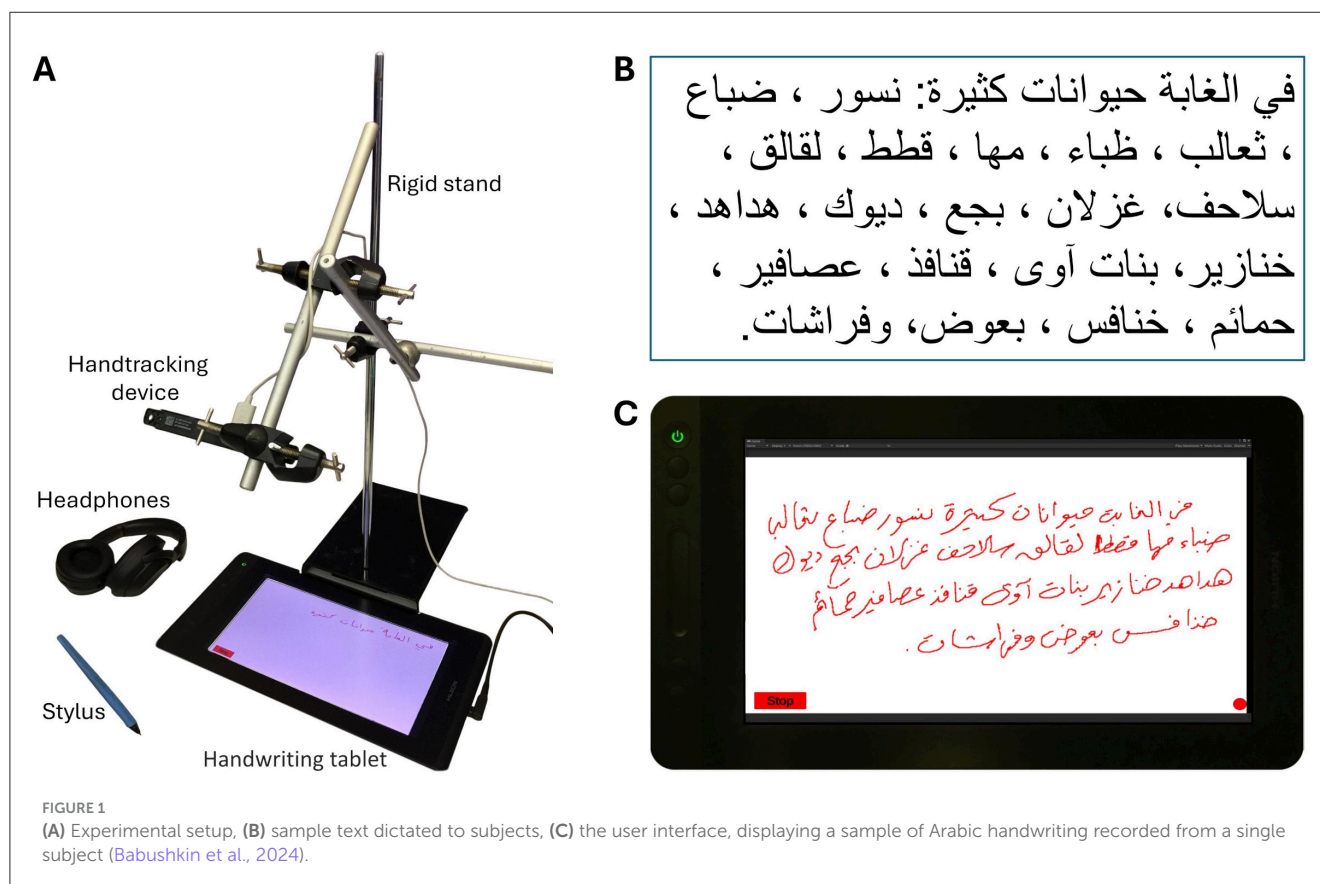 A
Rigid stand
Handtracking
device
Headphones
Stylus
Handwriting tablet
B
في الغابة حيوانات كثيرة: نسور ، ضباع
، ثعالب ، ظباء ، مها ، قطط ، لقالق ،
سلاحف، غزلان ، بجع ، ديوك ، هداهد ،
خنازير، بنات آوى ، قنافذ ، عصافير ،
حمائم ، خنافس ، بعوض، وفراشات.
C
في الغابة حيوانات كثيرة نسور ضباع ثعالب
ضباء مها قطط لقالق سلاحف غزلان بجع ديوك
هداهد خنازير بنات آوى قنافذ عصافير حمائم
خنافس بعوض وفراشات.
Stop
FIGURE 1
(A) Experimental setup, (B) sample text dictated to subjects, (C) the user interface, displaying a sample of Arabic handwriting recorded from a single
subject (Babushkin et al., 2024).